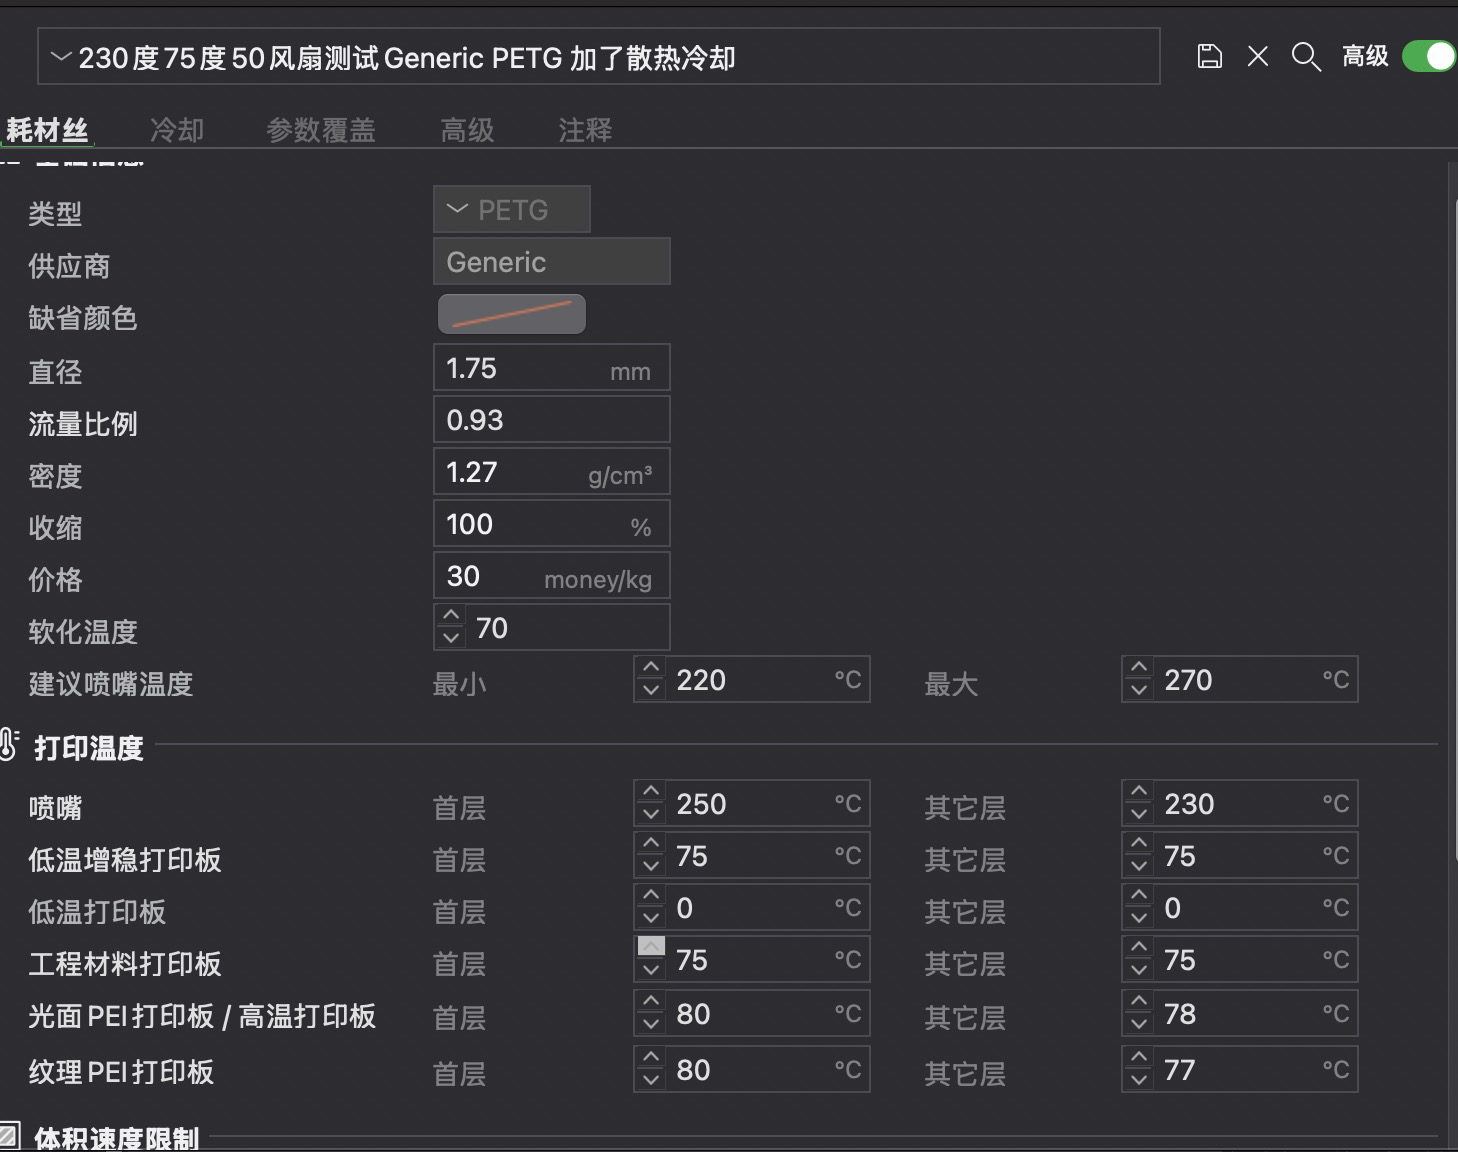 230度75度50风扇测试Generic PETG 加了散热冷却 高级
耗材丝 冷却 参数覆盖 高级 注释
类型 PETG
供应商 Generic
缺省颜色
直径 1.75 mm
流量比例 0.93
密度 1.27 g/cm³
收缩 100 %
价格 30 money/kg
软化温度 70
建议喷嘴温度 最小 220 °C 最大 270 °C
打印温度
喷嘴 首层 250 °C 其它层 230 °C
低温增稳打印板 首层 75 °C 其它层 75 °C
低温打印板 首层 0 °C 其它层 0 °C
工程材料打印板 首层 75 °C 其它层 75 °C
光面 PEI 打印板 / 高温打印板 首层 80 °C 其它层 78 °C
纹理 PEI 打印板 首层 80 °C 其它层 77 °C
体积速度限制